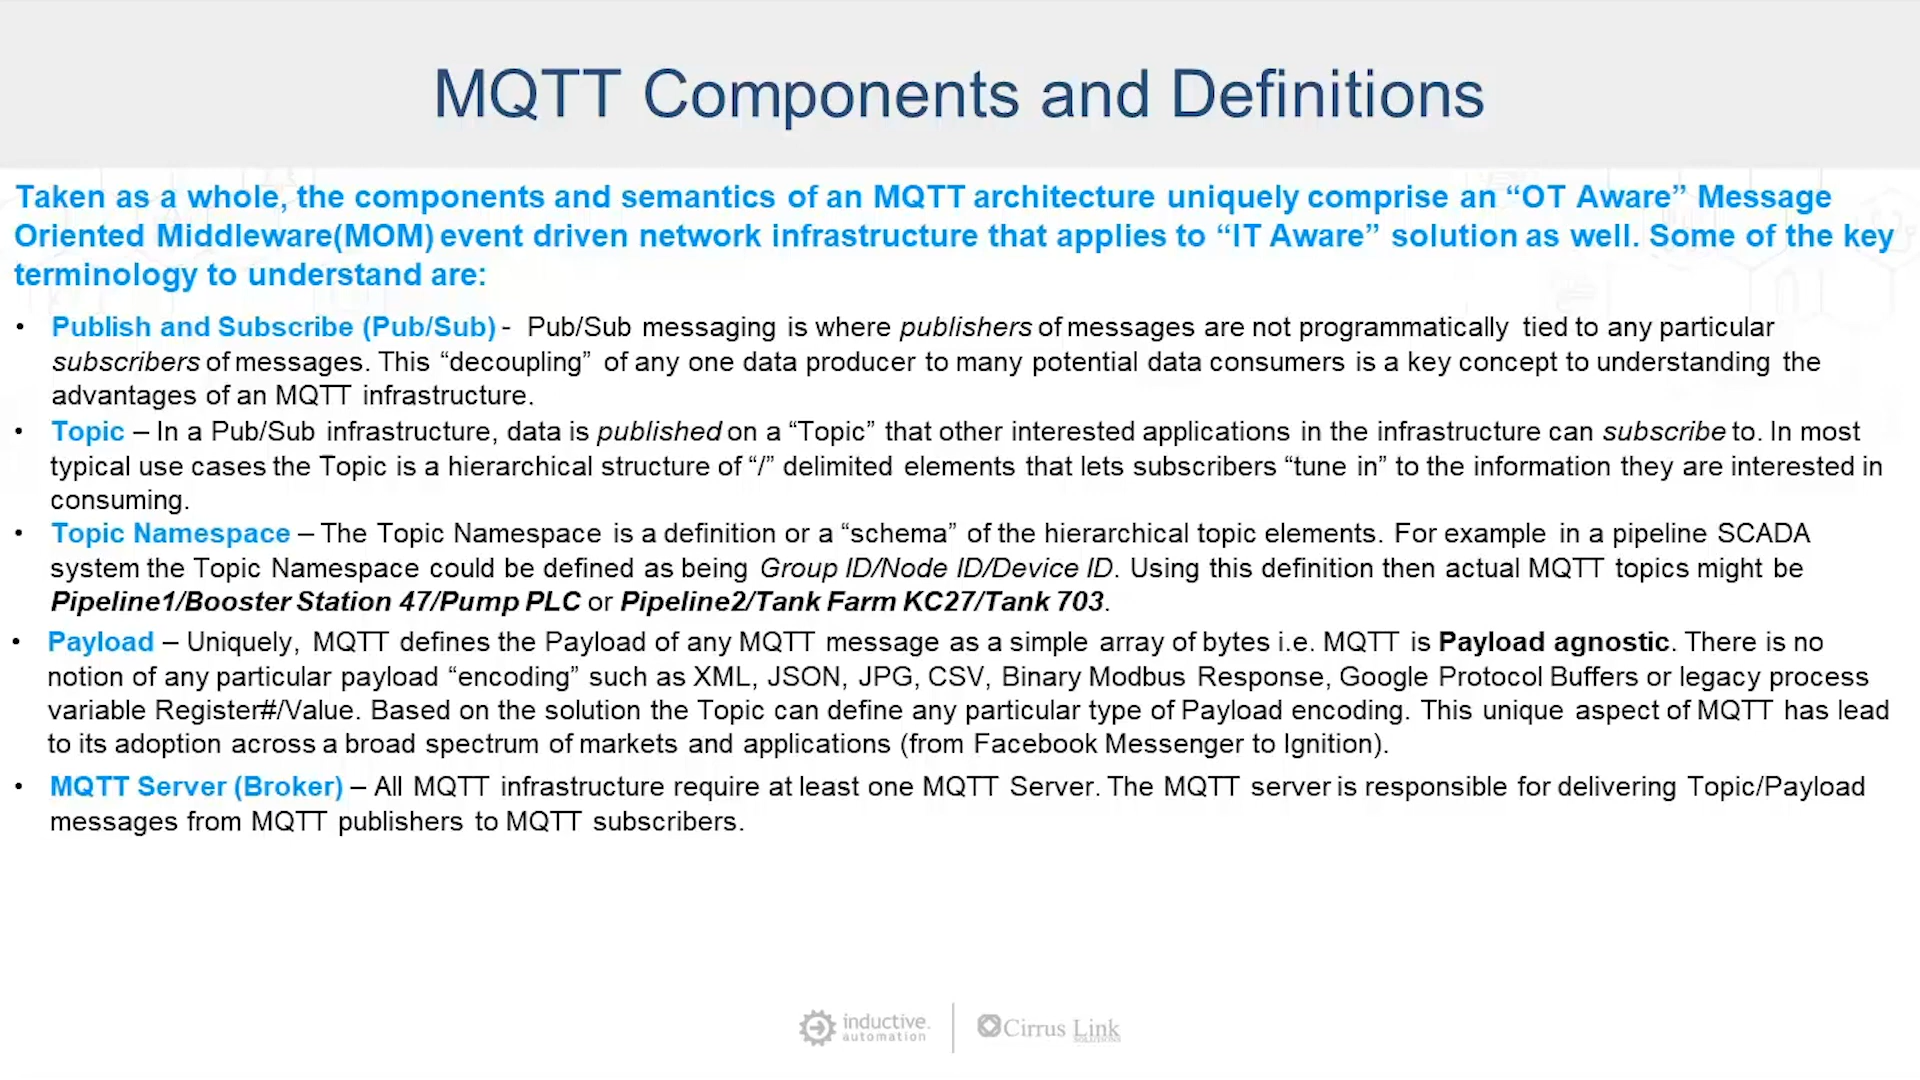 MQTT Components and Definitions
Taken as a whole, the components and semantics of an MQTT architecture uniquely comprise an “OT Aware” Message
Oriented Middleware(MOM) event driven network infrastructure that applies to “IT Aware” solution as well. Some of the key
terminology to understand are:
• Publish and Subscribe (Pub/Sub) - Pub/Sub messaging is where publishers of messages are not programmatically tied to any particular
subscribers of messages. This “decoupling” of any one data producer to many potential data consumers is a key concept to understanding the
advantages of an MQTT infrastructure.
• Topic – In a Pub/Sub infrastructure, data is published on a “Topic” that other interested applications in the infrastructure can subscribe to. In most
typical use cases the Topic is a hierarchical structure of “/” delimited elements that lets subscribers “tune in” to the information they are interested in
consuming.
• Topic Namespace – The Topic Namespace is a definition or a “schema” of the hierarchical topic elements. For example in a pipeline SCADA
system the Topic Namespace could be defined as being Group ID/Node ID/Device ID. Using this definition then actual MQTT topics might be
Pipeline1/Booster Station 47/Pump PLC or Pipeline2/Tank Farm KC27/Tank 703.
• Payload – Uniquely, MQTT defines the Payload of any MQTT message as a simple array of bytes i.e. MQTT is Payload agnostic. There is no
notion of any particular payload “encoding” such as XML, JSON, JPG, CSV, Binary Modbus Response, Google Protocol Buffers or legacy process
variable Register#/Value. Based on the solution the Topic can define any particular type of Payload encoding. This unique aspect of MQTT has lead
to its adoption across a broad spectrum of markets and applications (from Facebook Messenger to Ignition).
• MQTT Server (Broker) – All MQTT infrastructure require at least one MQTT Server. The MQTT server is responsible for delivering Topic/Payload
messages from MQTT publishers to MQTT subscribers.
inductive.
automation
Cirrus Link
SOLUTIONS